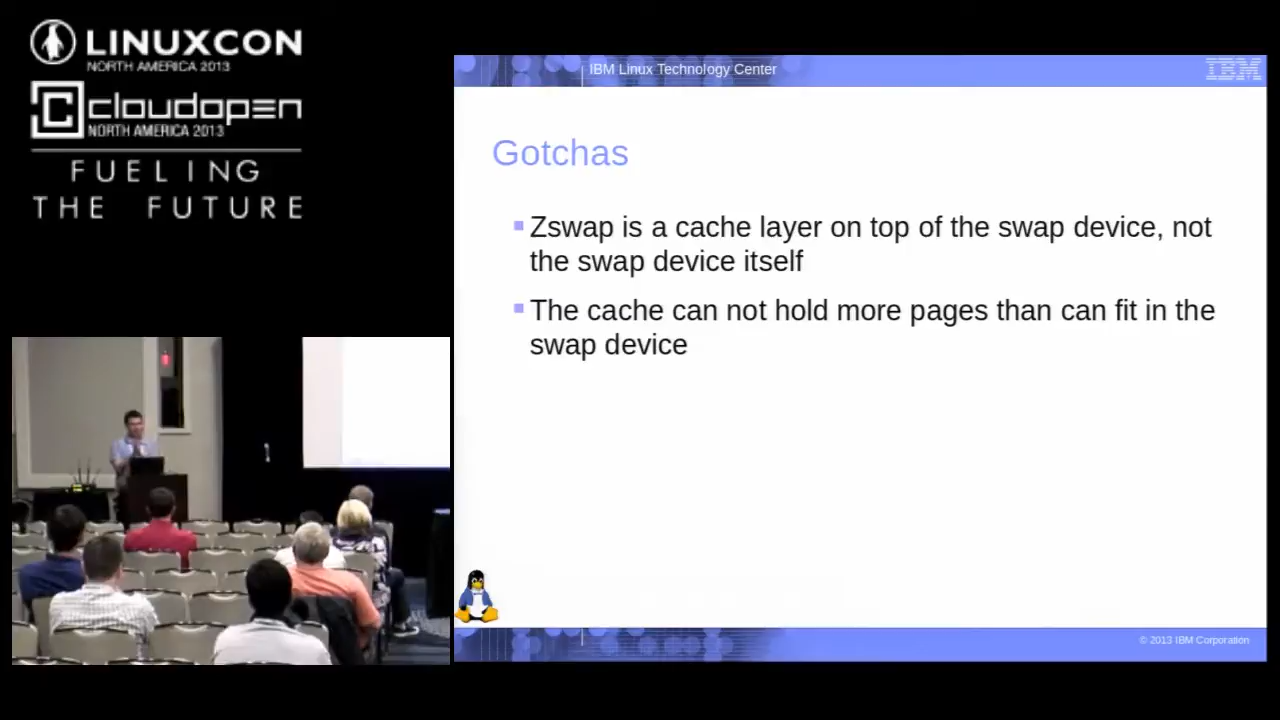 LINUXCON
NORTH AMERICA 2013
cloudopen
NORTH AMERICA 2013
FUELING
THE FUTURE
IBM Linux Technology Center
IBM
Gotchas
Zswap is a cache layer on top of the swap device, not
the swap device itself
The cache can not hold more pages than can fit in the
swap device
© 2013 IBM Corporation